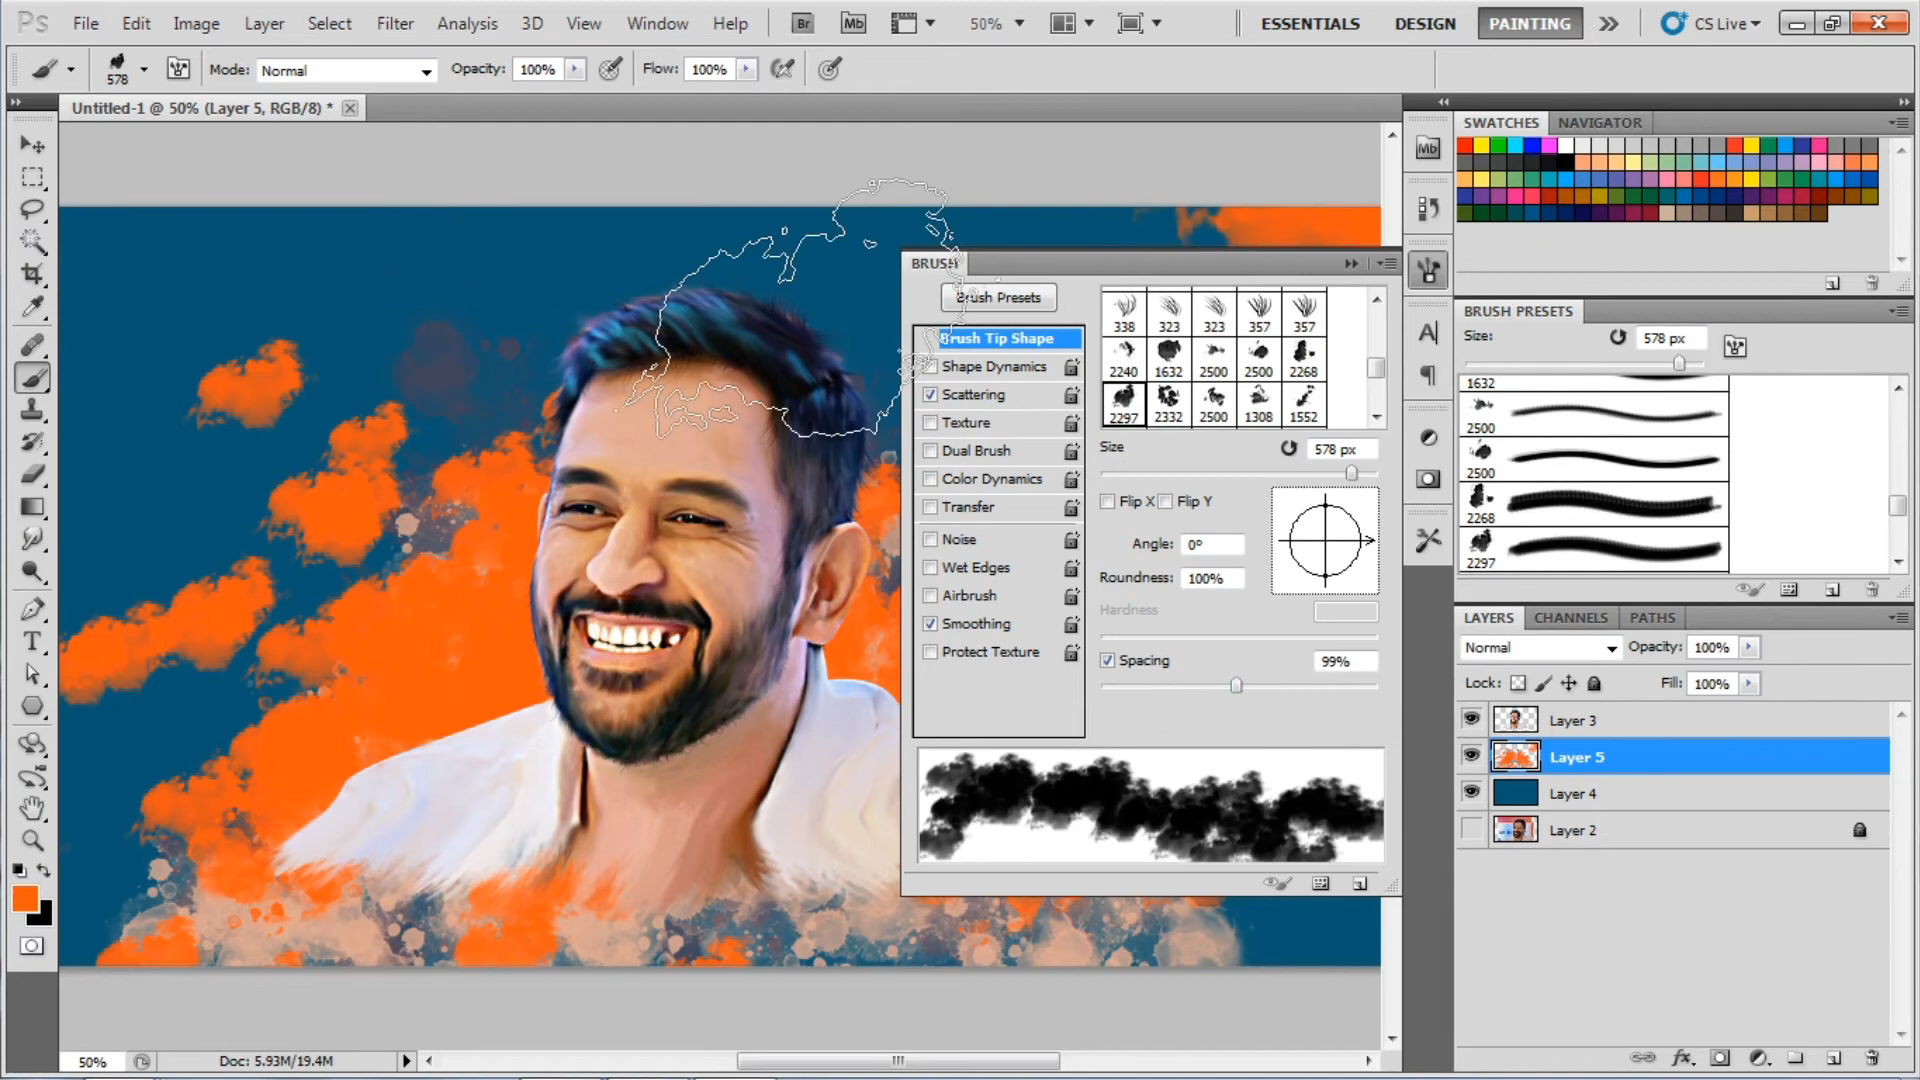 Ps File Edit Image Layer Select Filter Analysis 3D View Window Help Br Mb 50% ESSENTIALS DESIGN PAINTING CS Live
578 Mode: Normal Opacity: 100% Flow: 100%
Untitled-1 @ 50% (Layer 5, RGB/8) *
BRUSH
Brush Presets
Brush Tip Shape
Shape Dynamics
Scattering
Texture
Dual Brush
Color Dynamics
Transfer
Noise
Wet Edges
Airbrush
Smoothing
Protect Texture
338 323 323 357 357
2240 1632 2500 2500 2268
2297 2332 2500 1308 1552
Size 578 px
Flip X Flip Y
Angle: 0º
Roundness: 100%
Hardness
Spacing 99%
Mb
A
SWATCHES NAVIGATOR
BRUSH PRESETS
Size: 578 px
1632
2500
2500
2268
2297
LAYERS CHANNELS PATHS
Normal Opacity: 100%
Lock: Fill: 100%
Layer 3
Layer 5
Layer 4
Layer 2
fx
T
50% Doc: 5.93M/19.4M